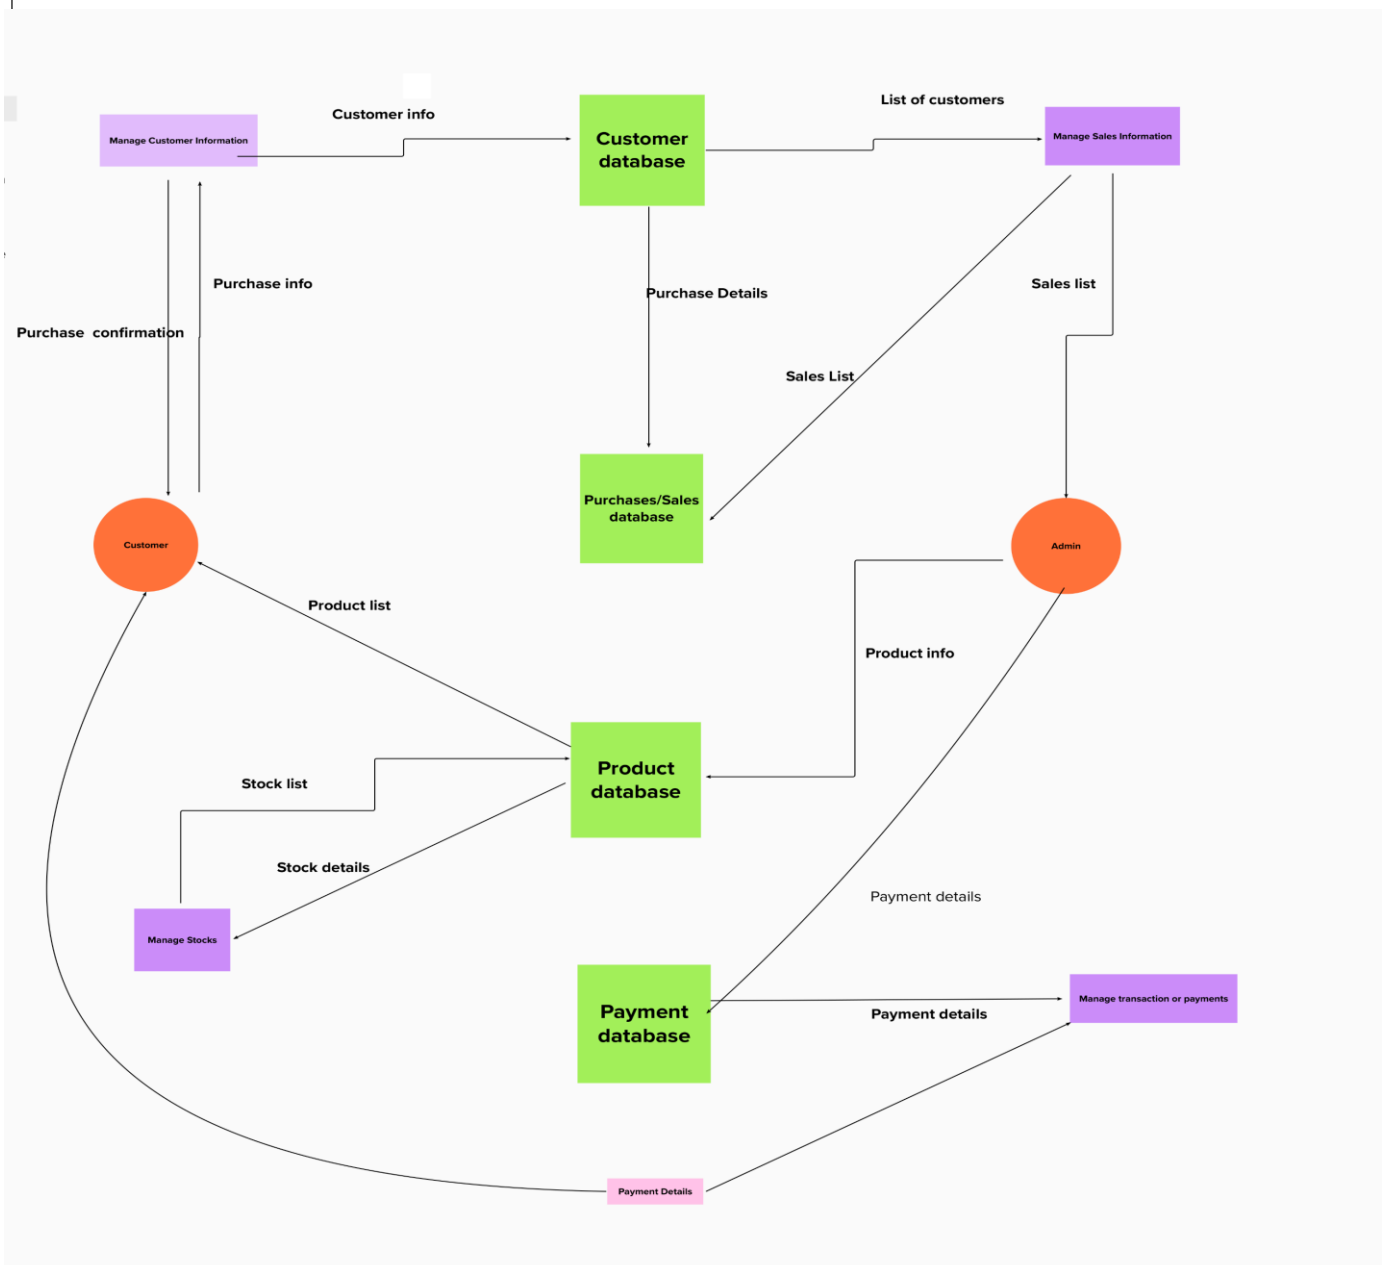 Customer info
List of customers
Manage Customer Information
Customer
database
Manage Sales Information
Purchase info
Purchase Details
Sales list
Purchase  confirmation
Sales List
Purchases/Sales
database
Customer
Admin
Product list
Product info
Product
database
Stock list
Stock details
Payment details
Manage Stocks
Payment
database
Manage transaction or payments
Payment details
Payment Details